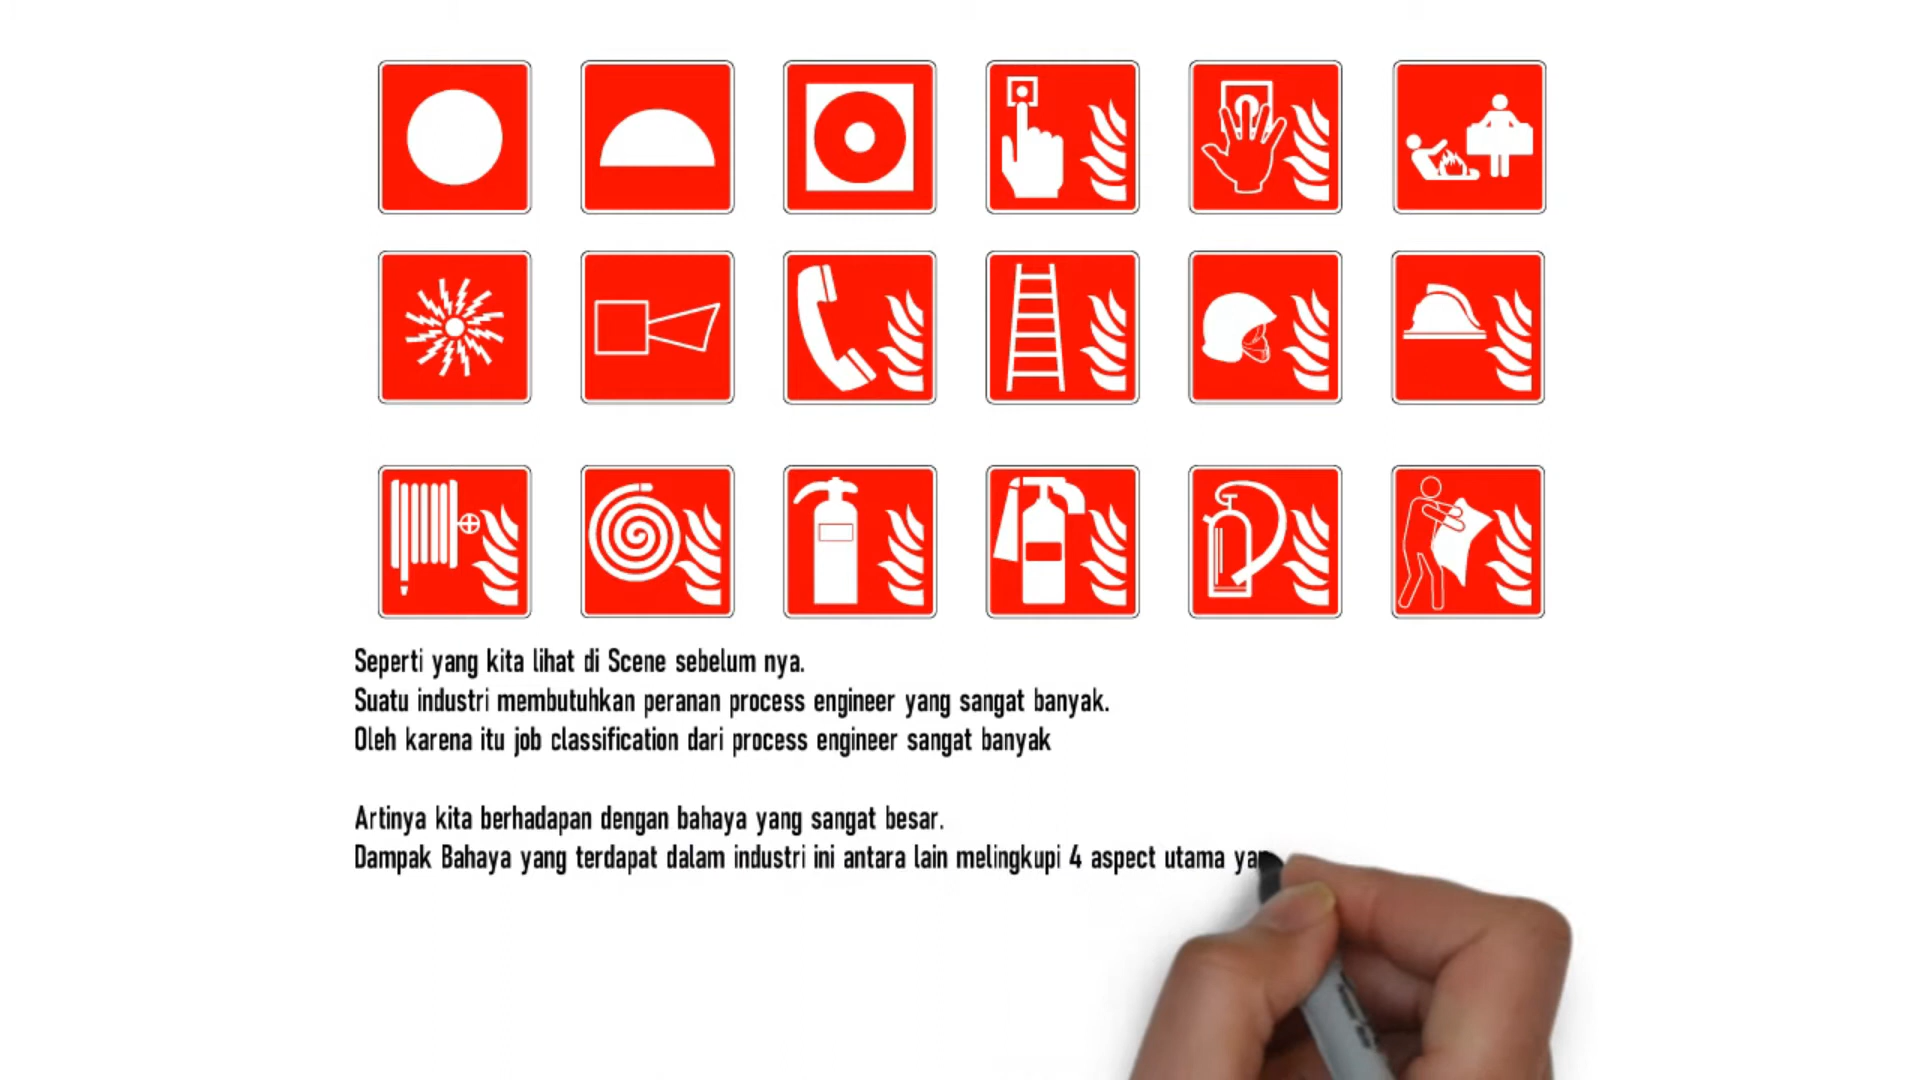 Seperti yang kita lihat di Scene sebelum nya.
Suatu industri membutuhkan peranan process engineer yang sangat banyak.
Oleh karena itu job classification dari process engineer sangat banyak
Artinya kita berhadapan dengan bahaya yang sangat besar.
Dampak Bahaya yang terdapat dalam industri ini antara lain melingkupi 4 aspect utama